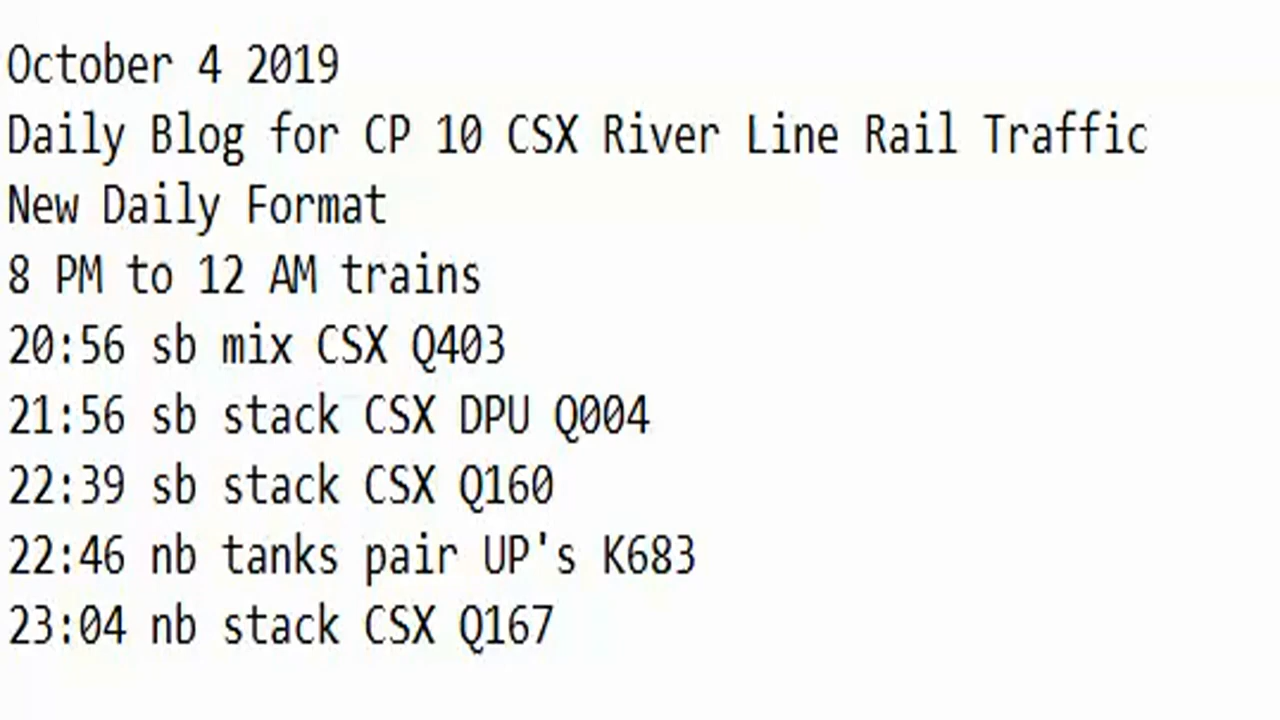 October 4 2019
Daily Blog for CP 10 CSX River Line Rail Traffic
New Daily Format
8 PM to 12 AM trains
20:56 sb mix CSX Q403
21:56 sb stack CSX DPU Q004
22:39 sb stack CSX Q160
22:46 nb tanks pair UP's K683
23:04 nb stack CSX Q167